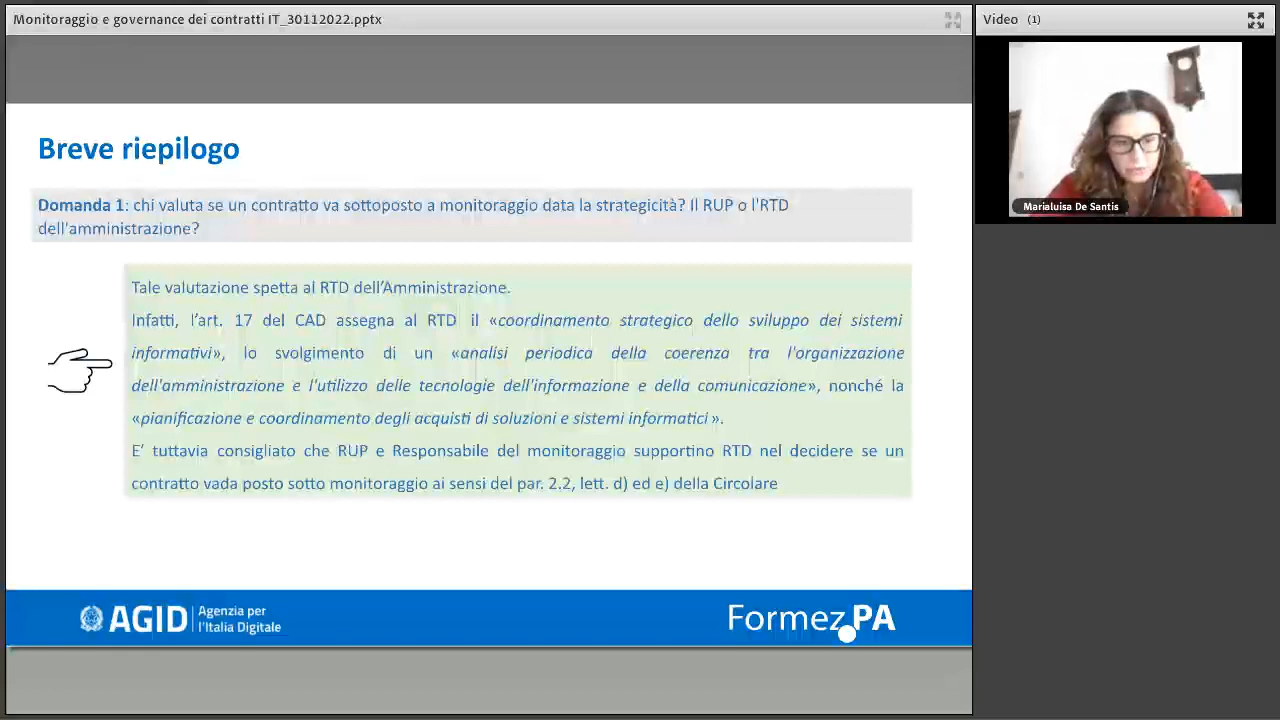 Monitoraggio e governance dei contratti IT_30112022.pptx
Video (1)
Marialuisa De Santis
Breve riepilogo
Domanda 1: chi valuta se un contratto va sottoposto a monitoraggio data la strategicità? Il RUP o l'RTD
dell'amministrazione?
Tale valutazione spetta al RTD dell’Amministrazione.
Infatti, l’art. 17 del CAD assegna al RTD il «coordinamento strategico dello sviluppo dei sistemi
informativi», lo svolgimento di un «analisi periodica della coerenza tra l'organizzazione
dell'amministrazione e l'utilizzo delle tecnologie dell'informazione e della comunicazione», nonché la
«pianificazione e coordinamento degli acquisti di soluzioni e sistemi informatici ».
E’ tuttavia consigliato che RUP e Responsabile del monitoraggio supportino RTD nel decidere se un
contratto vada posto sotto monitoraggio ai sensi del par. 2.2, lett. d) ed e) della Circolare
AGID
Agenzia per
l'Italia Digitale
Formez PA